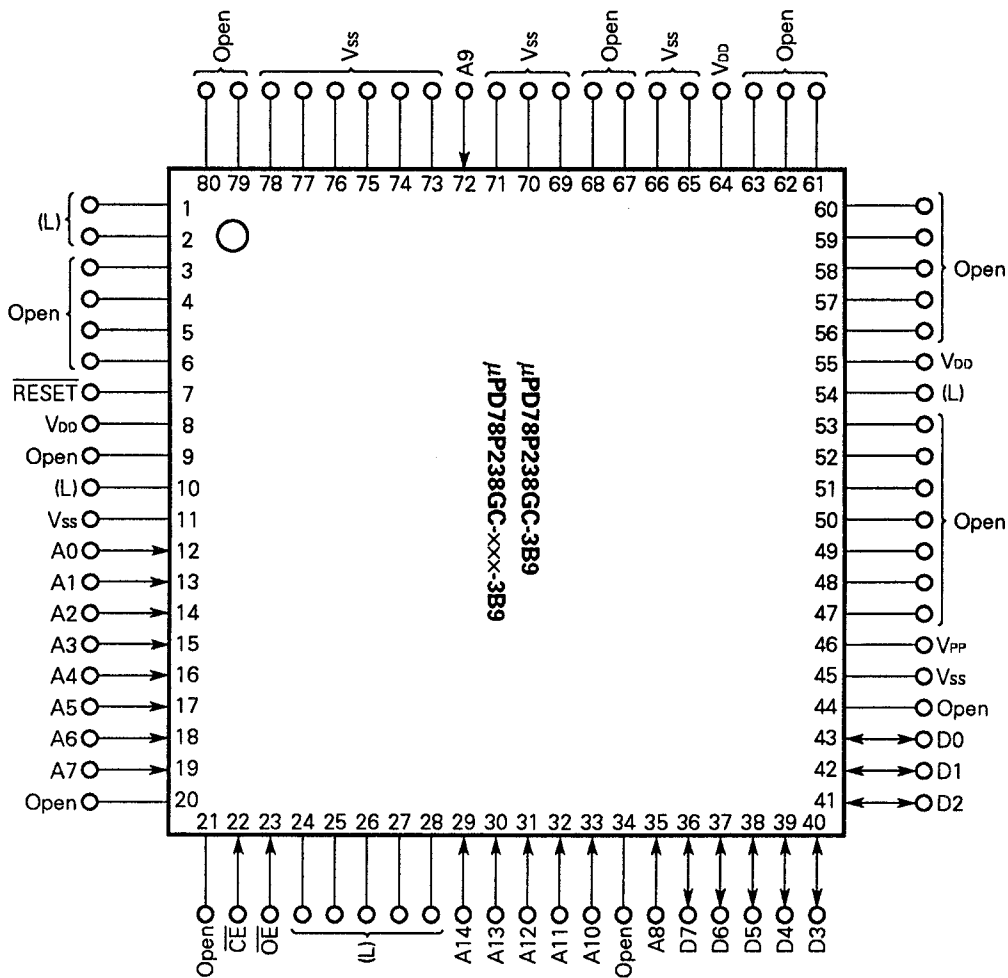 Open
Vss
A9
Vss
Open
Vss
VDD
Open
80 79 78 77 76 75 74 73 72 71 70 69 68 67 66 65 64 63 62 61
(L)
1
2
Open
3
4
5
6
RESET 7
VDD 8
Open 9
(L) 10
Vss 11
A0 12
A1 13
A2 14
A3 15
A4 16
A5 17
A6 18
A7 19
Open 20
μPD78P238GC-3B9
μPD78P238GC-×××-3B9
60
59
58 Open
57
56
55 VDD
54 (L)
53
52
51
50 Open
49
48
47
46 VPP
45 Vss
44 Open
43 D0
42 D1
41 D2
21 22 23 24 25 26 27 28 29 30 31 32 33 34 35 36 37 38 39 40
Open
CE
OE
(L)
A14
A13
A12
A11
A10
Open
A8
D7
D6
D5
D4
D3